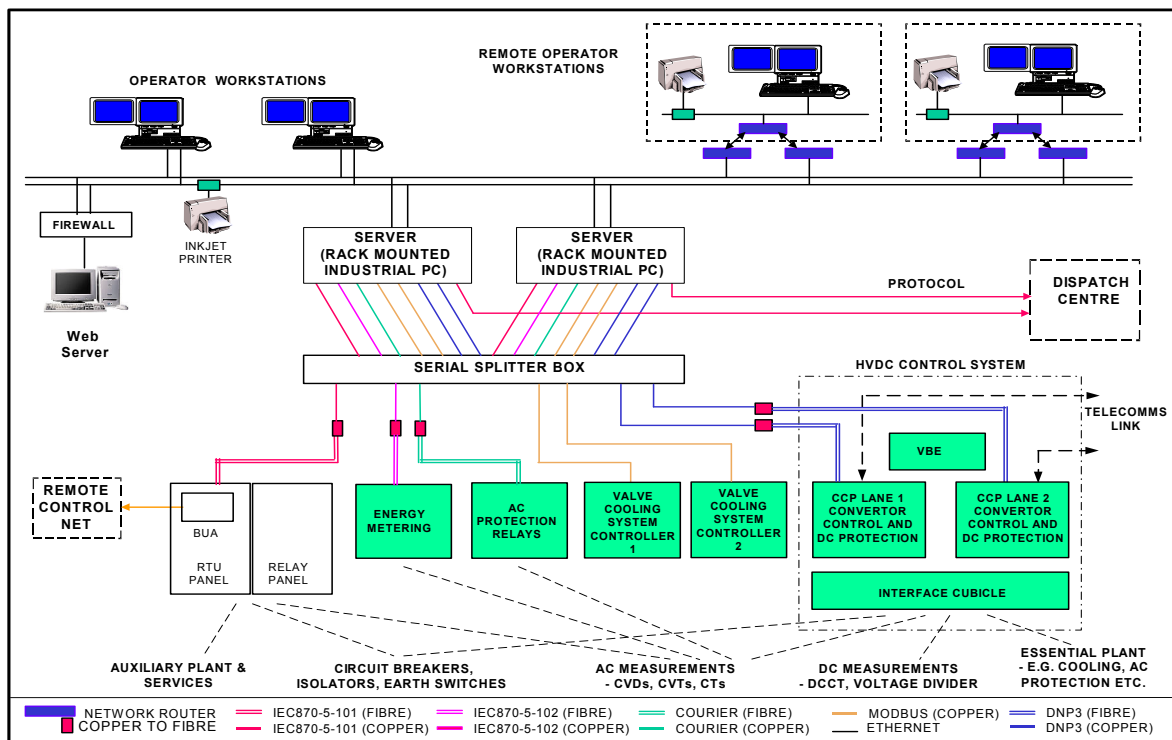 REMOTE OPERATOR
WORKSTATIONS
OPERATOR WORKSTATIONS
FIREWALL
INKJET
PRINTER
Web
Server
SERVER
(RACK MOUNTED
INDUSTRIAL PC)
SERVER
(RACK MOUNTED
INDUSTRIAL PC)
PROTOCOL
DISPATCH
CENTRE
SERIAL SPLITTER BOX
HVDC CONTROL SYSTEM
TELECOMMS
LINK
VBE
REMOTE
CONTROL
NET
BUA
RTU
PANEL
RELAY
PANEL
ENERGY
METERING
AC
PROTECTION
RELAYS
VALVE
COOLING
SYSTEM
CONTROLLER
1
VALVE
COOLING
SYSTEM
CONTROLLER
2
CCP LANE 1
CONVERTOR
CONTROL AND
DC PROTECTION
CCP LANE 2
CONVERTOR
CONTROL AND
DC PROTECTION
INTERFACE CUBICLE
AUXILIARY PLANT &
SERVICES
CIRCUIT BREAKERS,
ISOLATORS, EARTH SWITCHES
AC MEASUREMENTS
- CVDs, CVTs, CTs
DC MEASUREMENTS
- DCCT, VOLTAGE DIVIDER
ESSENTIAL PLANT
- E.G. COOLING, AC
PROTECTION ETC.
NETWORK ROUTER
COPPER TO FIBRE
IEC870-5-101 (FIBRE)
IEC870-5-101 (COPPER)
IEC870-5-102 (FIBRE)
IEC870-5-102 (COPPER)
COURIER (FIBRE)
COURIER (COPPER)
MODBUS (COPPER)
ETHERNET
DNP3 (FIBRE)
DNP3 (COPPER)